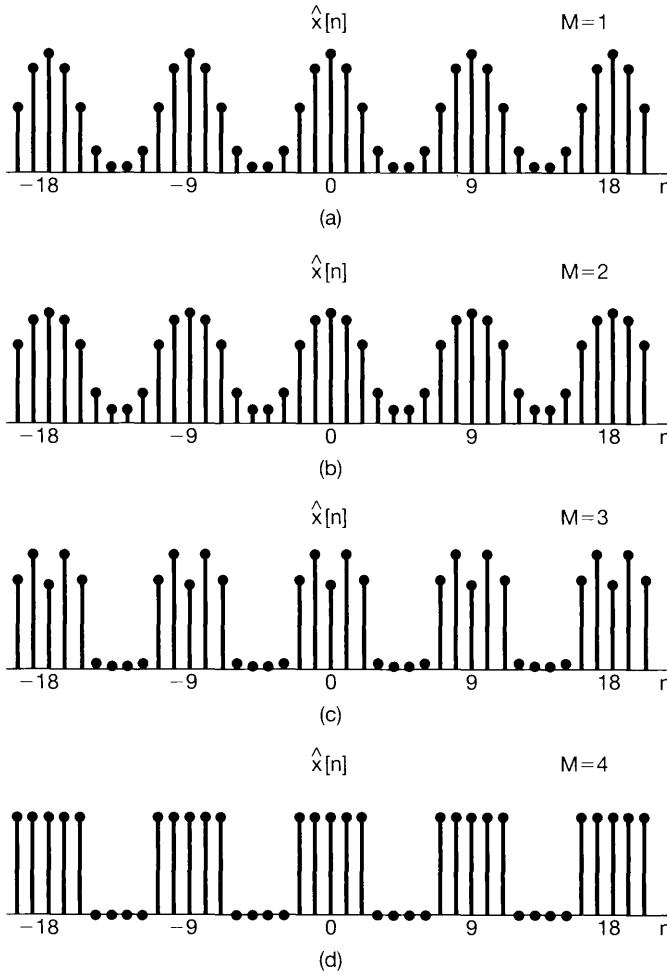 x̂[n] M=1
−18 −9 0 9 18 n
(a)
x̂[n] M=2
−18 −9 0 9 18 n
(b)
x̂[n] M=3
−18 −9 0 9 18 n
(c)
x̂[n] M=4
−18 −9 0 9 18 n
(d)